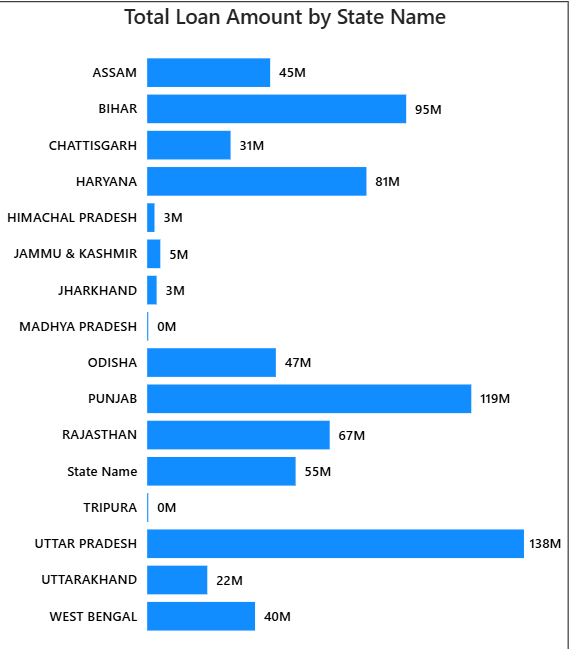 Total Loan Amount by State Name
ASSAM 45M
BIHAR 95M
CHATTISGARH 31M
HARYANA 81M
HIMACHAL PRADESH 3M
JAMMU & KASHMIR 5M
JHARKHAND 3M
MADHYA PRADESH 0M
ODISHA 47M
PUNJAB 119M
RAJASTHAN 67M
State Name 55M
TRIPURA 0M
UTTAR PRADESH 138M
UTTARAKHAND 22M
WEST BENGAL 40M